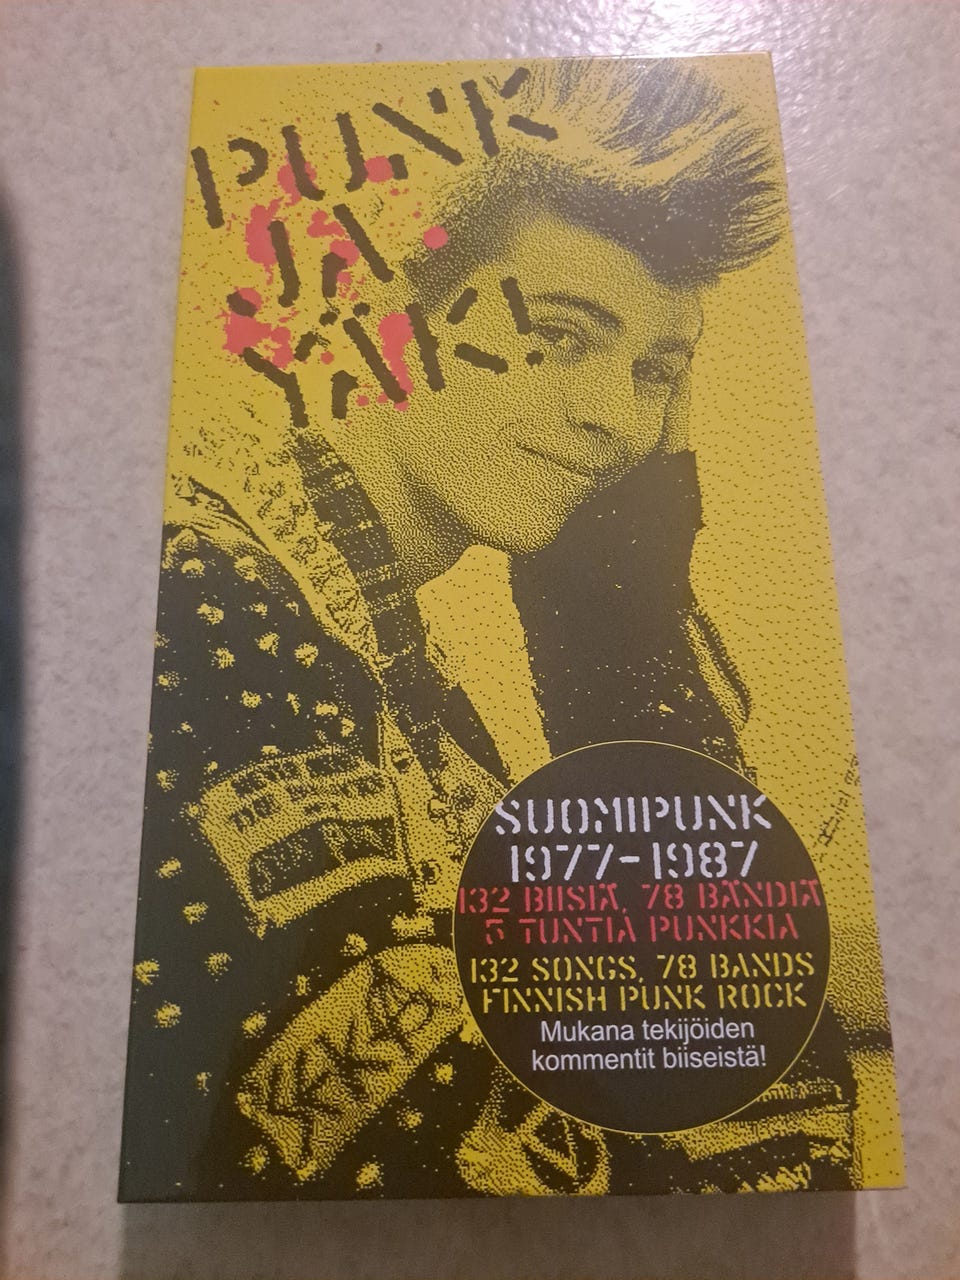 PUNK
JA
YÄK!
SUOMIPUNK
1977-1987
132 BIISIÄ, 78 BÄNDIÄ
5 TUNTIA PUNKKIA
132 SONGS, 78 BANDS
FINNISH PUNK ROCK
Mukana tekijöiden
kommentit biiseistä!